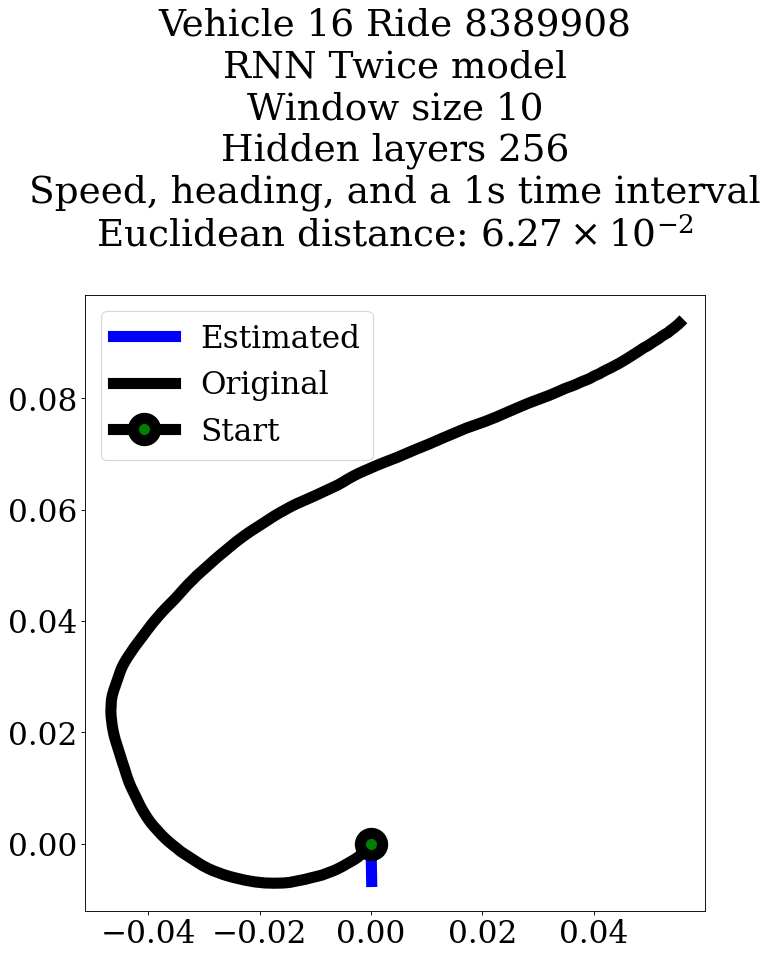 Vehicle 16 Ride 8389908
RNN Twice model
Window size 10
Hidden layers 256
Speed, heading, and a 1s time interval
Euclidean distance: 6.27 × 10⁻²
Estimated
Original
Start
0.08
0.06
0.04
0.02
0.00
−0.04 −0.02 0.00 0.02 0.04